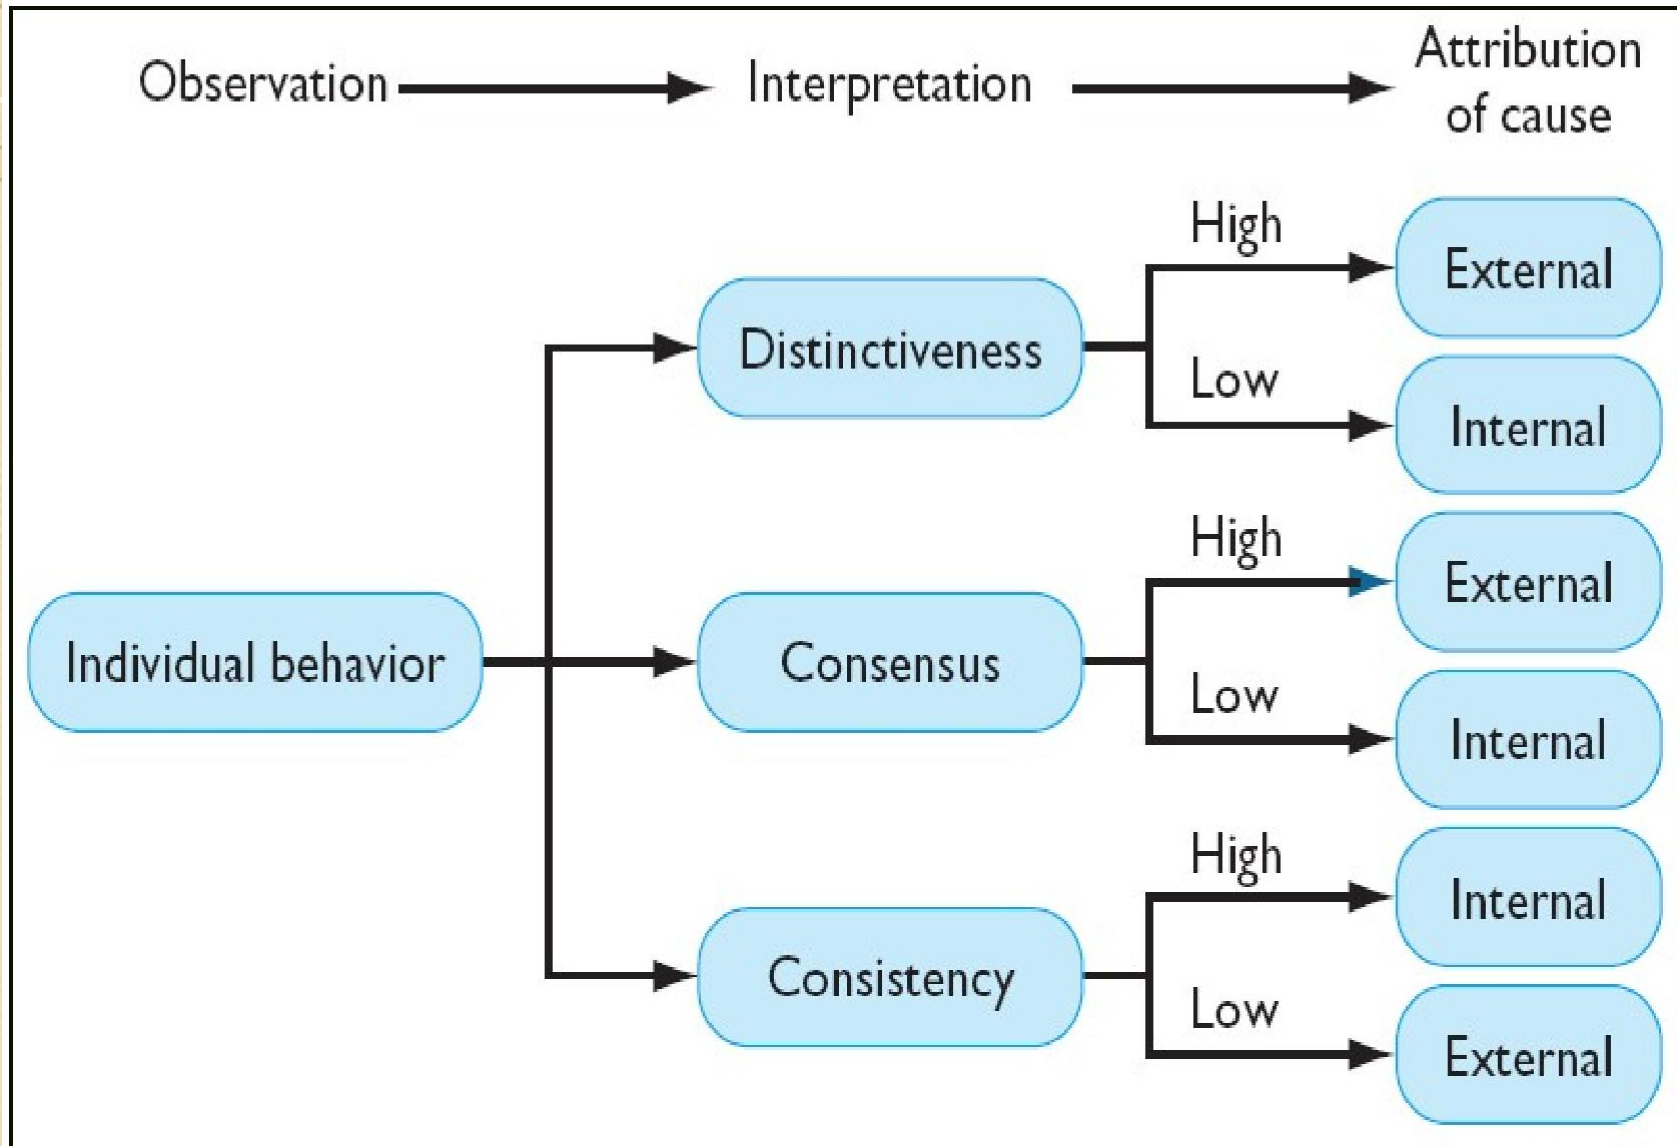 Observation
Interpretation
Attribution
of cause
High
External
Distinctiveness
Low
Internal
High
External
Individual behavior
Consensus
Low
Internal
High
Internal
Consistency
Low
External